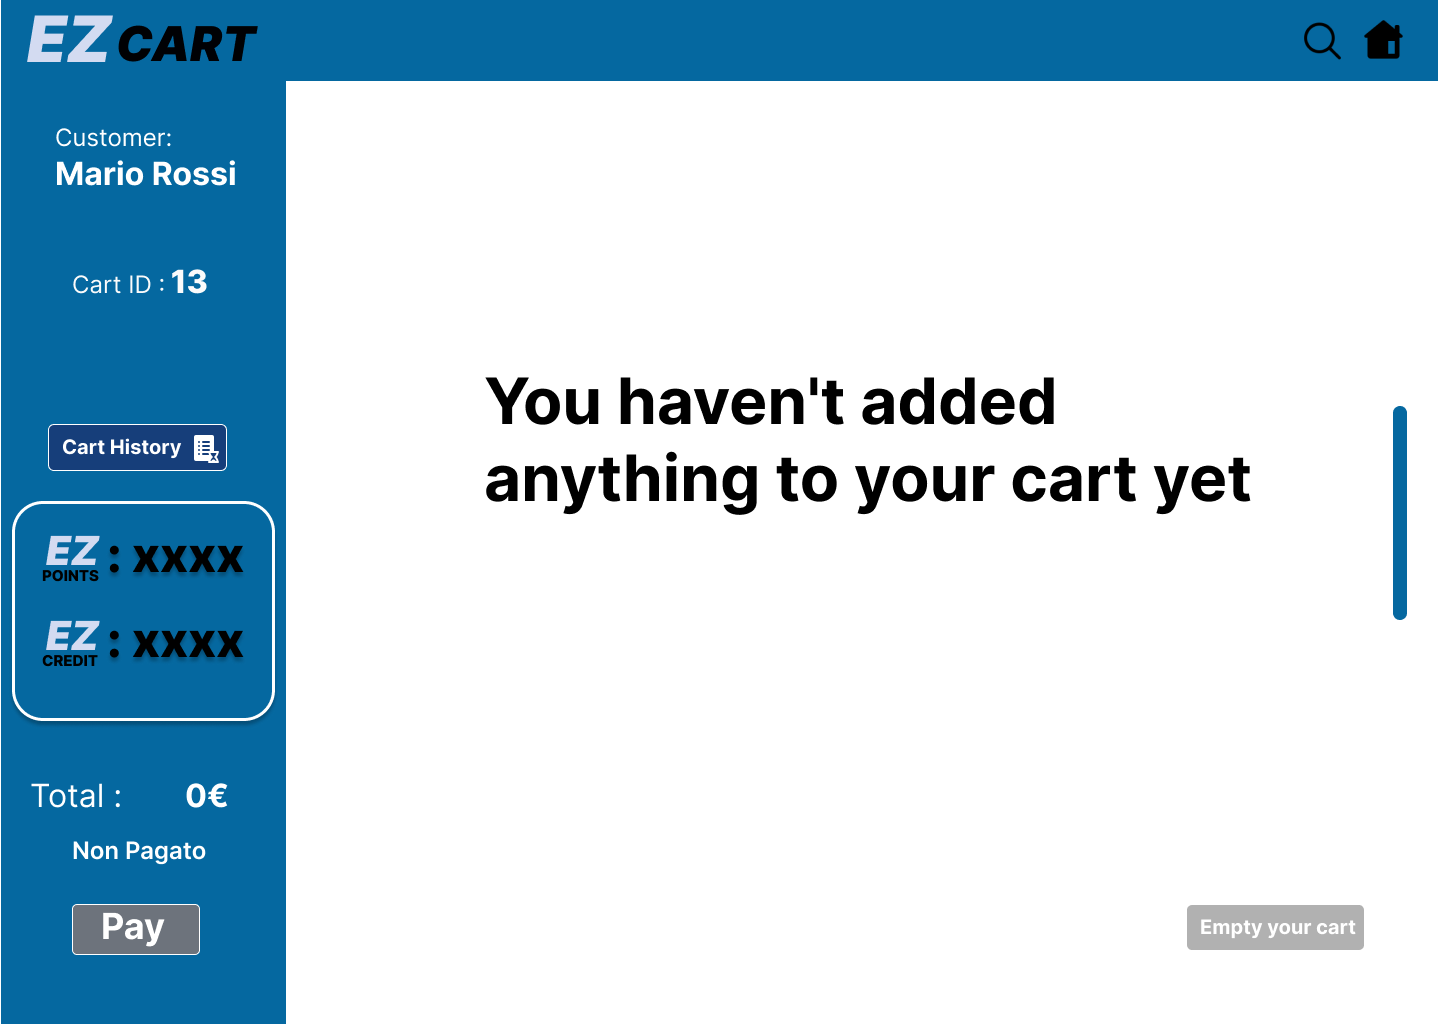 EZ CART
Customer:
Mario Rossi
Cart ID : 13
Cart History
EZ POINTS : xxxx
EZ CREDIT : xxxx
Total : 0€
Non Pagato
Pay
You haven't added
anything to your cart yet
Empty your cart